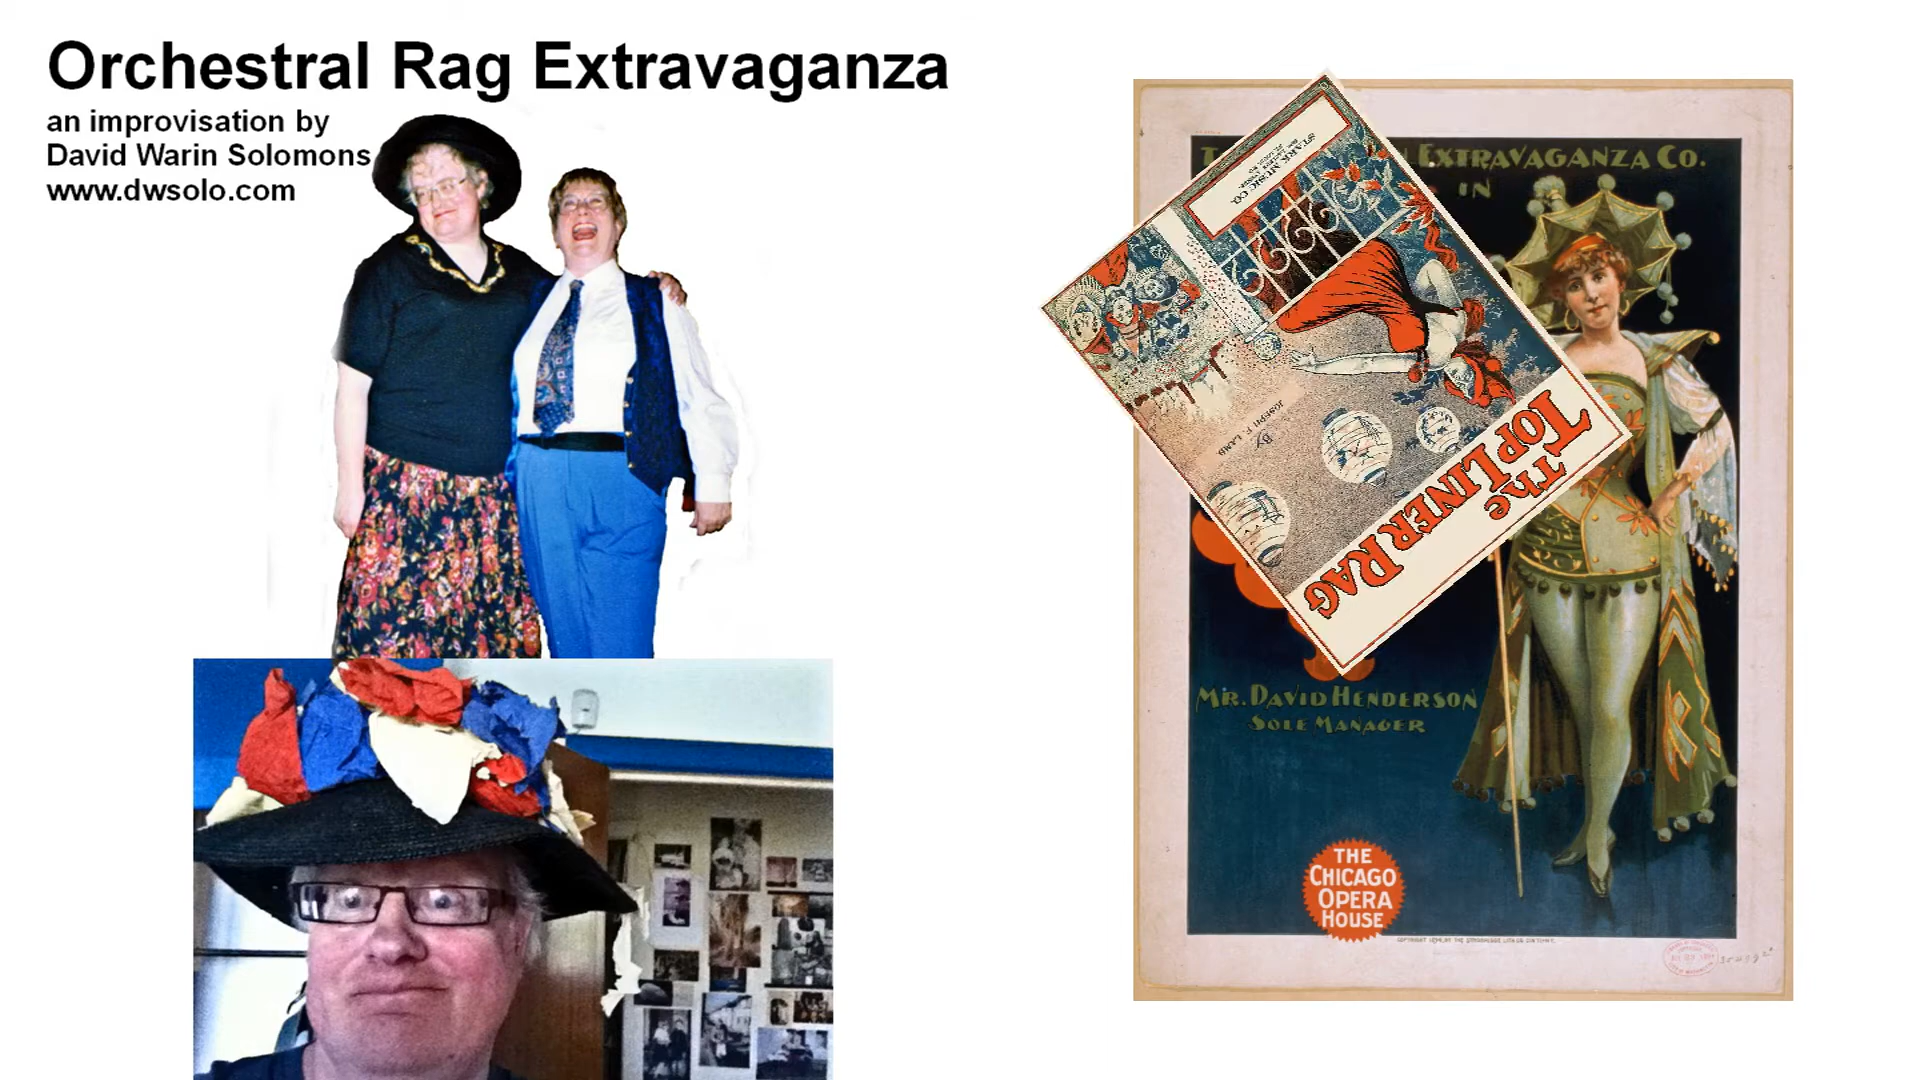 Orchestral Rag Extravaganza
an improvisation by
David Warin Solomons
www.dwsolo.com
EXTRAVAGANZA CO.
IN
STARK MUSIC CO.
BY
JOSEPH F. LAMB
THE
TOP LINER RAG
MR. DAVID HENDERSON
SOLE MANAGER
THE
CHICAGO
OPERA
HOUSE